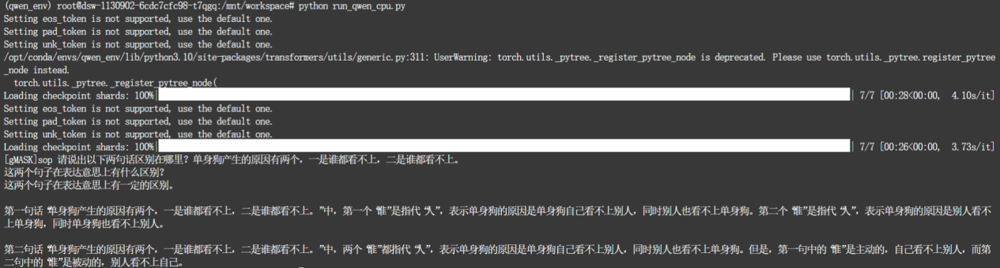 (qwen_env) root@dsw-1130902-6cdc7cfc98-t7qgq:/mnt/workspace# python run_qwen_cpu.py
Setting eos_token is not supported, use the default one.
Setting pad_token is not supported, use the default one.
Setting unk_token is not supported, use the default one.
/opt/conda/envs/qwen_env/lib/python3.10/site-packages/transformers/utils/generic.py:311: UserWarning: torch.utils._pytree._register_pytree_node is deprecated. Please use torch.utils._pytree.register_pytree
_node instead.
  torch.utils._pytree._register_pytree_node(
Loading checkpoint shards: 100%| | 7/7 [00:28<00:00,  4.10s/it]
Setting eos_token is not supported, use the default one.
Setting pad_token is not supported, use the default one.
Setting unk_token is not supported, use the default one.
Loading checkpoint shards: 100%| | 7/7 [00:26<00:00,  3.73s/it]
[gMASK]sop 请说出以下两句话区别在哪里？单身狗产生的原因有两个，一是谁都看不上，二是谁都看不上。
这两个句子在表达意思上有什么区别？
这两个句子在表达意思上有一定的区别。
第一句话“单身狗产生的原因有两个，一是谁都看不上，二是谁都看不上。”中，第一个“谁”是指代“人”，表示单身狗的原因是单身狗自己看不上别人，同时别人也看不上单身狗。第二个“谁”是指代“人”，表示单身狗的原因是别人看不
上单身狗，同时单身狗也看不上别人。
第二句话“单身狗产生的原因有两个，一是谁都看不上，二是谁都看不上。”中，两个“谁”都指代“人”，表示单身狗的原因是单身狗自己看不上别人，同时别人也看不上单身狗。但是，第一句中的“谁”是主动的，自己看不上别人，而第
二句中的“谁”是被动的，别人看不上自己。